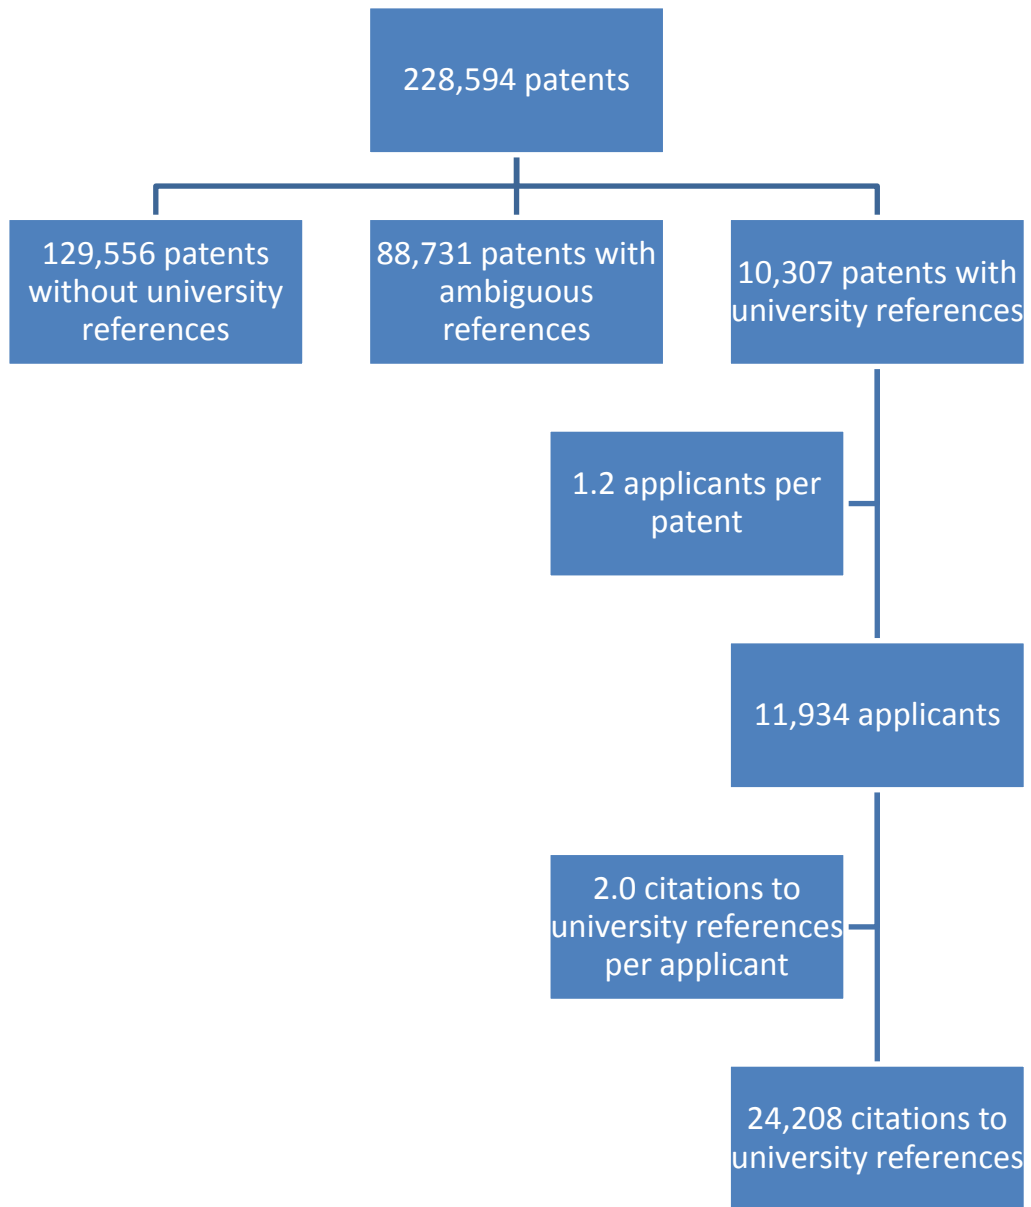 228,594 patents
129,556 patents
without university
references
88,731 patents with
ambiguous
references
10,307 patents with
university references
1.2 applicants per
patent
11,934 applicants
2.0 citations to
university references
per applicant
24,208 citations to
university references